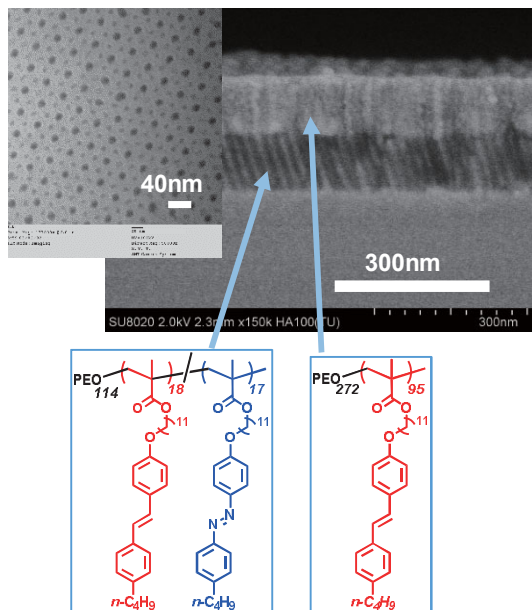 40nm
300nm
SU8020 2.0kV 2.3mm x150k HA100(TU)
300nm
PEO
114
18
17
O
O
11
O
n-C4H9
O
O
11
O
N
N
n-C4H9
PEO
272
95
O
O
11
O
n-C4H9